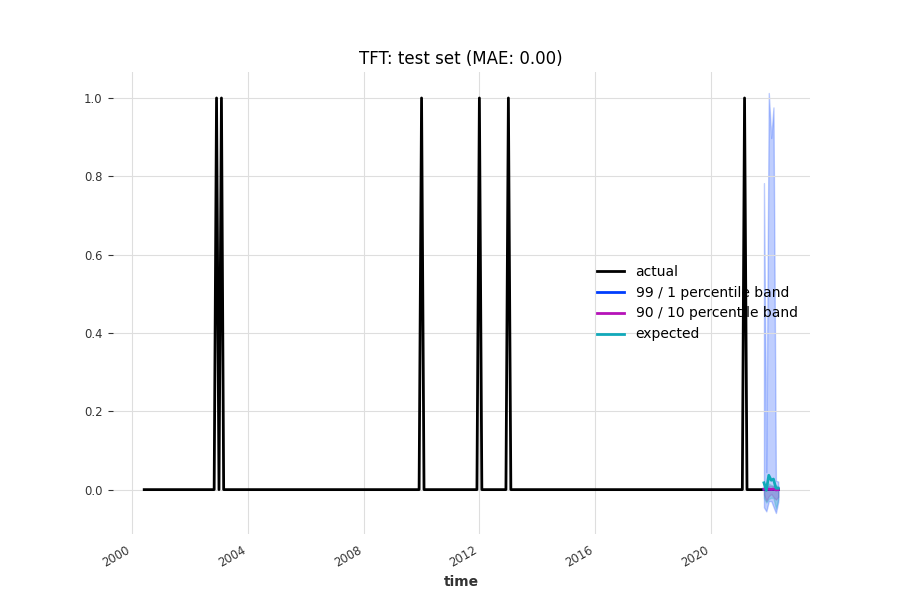 TFT: test set (MAE: 0.00)
1.0
0.8
0.6
0.4
0.2
0.0
actual
99 / 1 percentile band
90 / 10 percentile band
expected
2000
2004
2008
2012
2016
2020
time